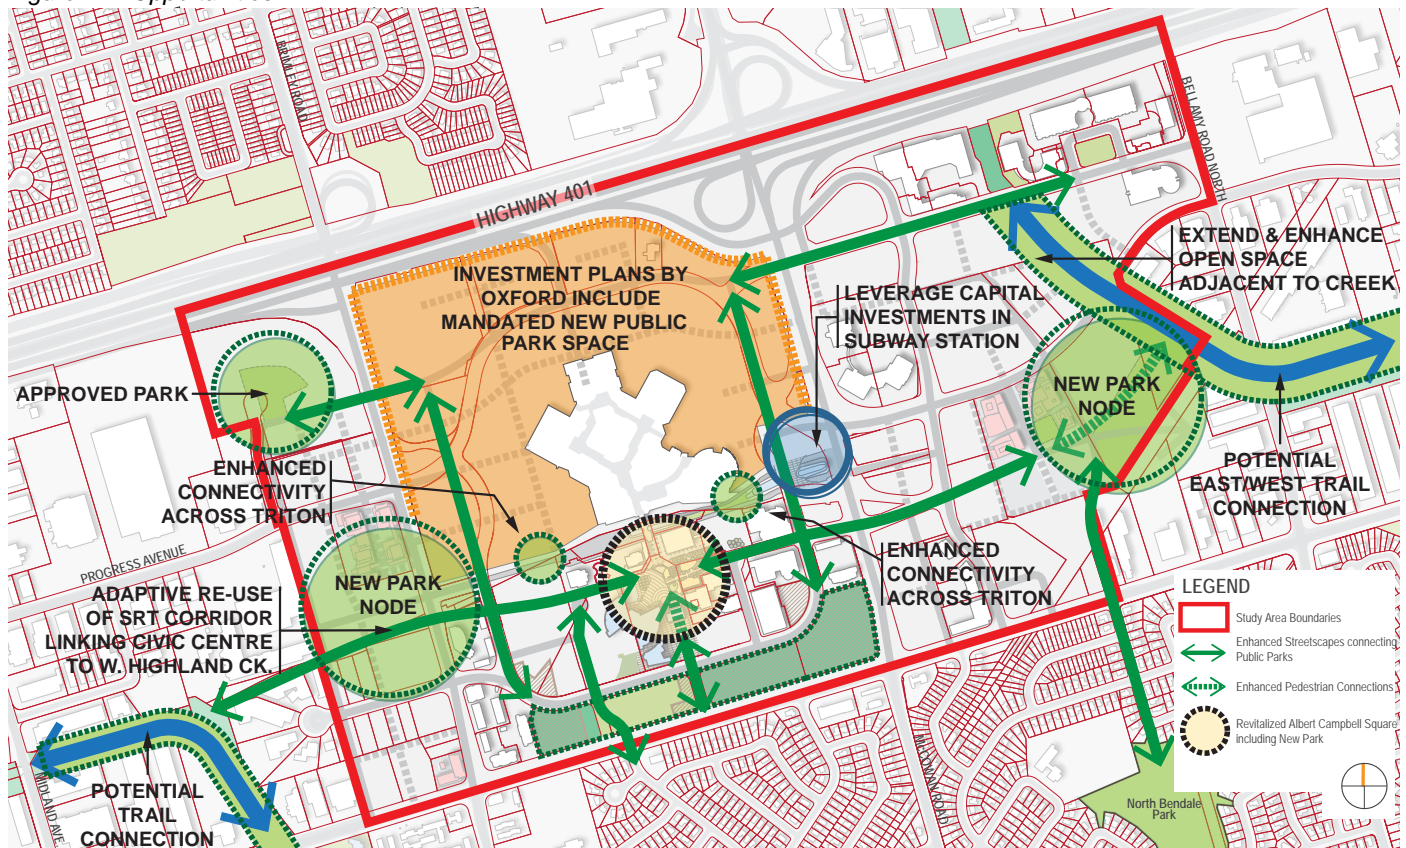 BRIMLEY ROAD
HIGHWAY 401
BELLAMY ROAD NORTH
INVESTMENT PLANS BY
OXFORD INCLUDE
MANDATED NEW PUBLIC
PARK SPACE
LEVERAGE CAPITAL
INVESTMENTS IN
SUBWAY STATION
EXTEND & ENHANCE
OPEN SPACE
ADJACENT TO CREEK
APPROVED PARK
NEW PARK
NODE
ENHANCED
CONNECTIVITY
ACROSS TRITON
POTENTIAL
EAST/WEST TRAIL
CONNECTION
PROGRESS AVENUE
ENHANCED
CONNECTIVITY
ACROSS TRITON
NEW PARK
NODE
ADAPTIVE RE-USE
OF SRT CORRIDOR
LINKING CIVIC CENTRE
TO W. HIGHLAND CK.
LEGEND
Study Area Boundaries
Enhanced Streetscapes connecting
Public Parks
Enhanced Pedestrian Connections
Revitalized Albert Campbell Square
including New Park
MIDLAND AVE
POTENTIAL
TRAIL
CONNECTION
MCCOWN ROAD
North Bendale
Park